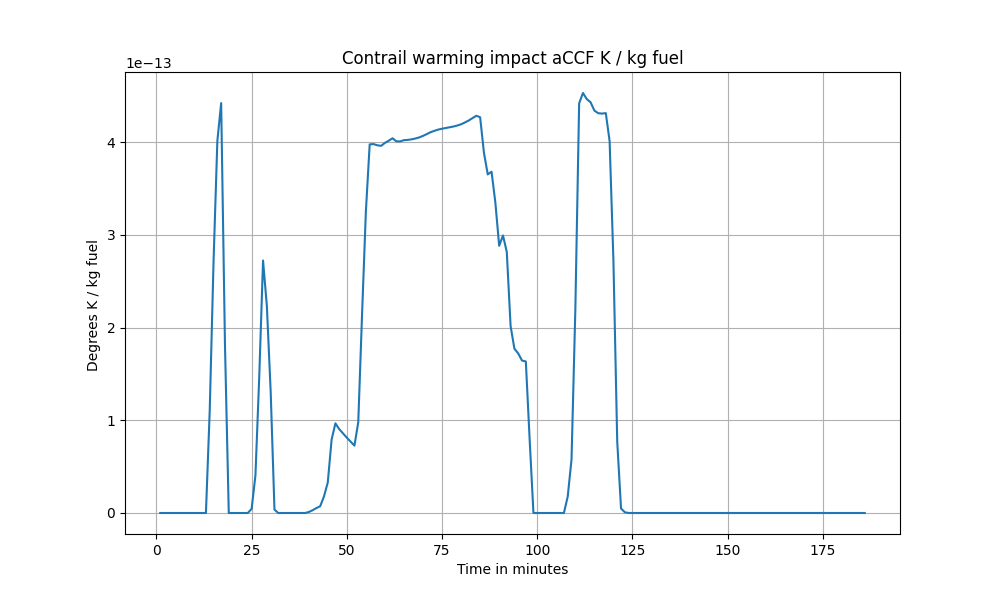 Contrail warming impact aCCF K / kg fuel
1e−13
4
3
2
1
0
Degrees K / kg fuel
0 25 50 75 100 125 150 175
Time in minutes